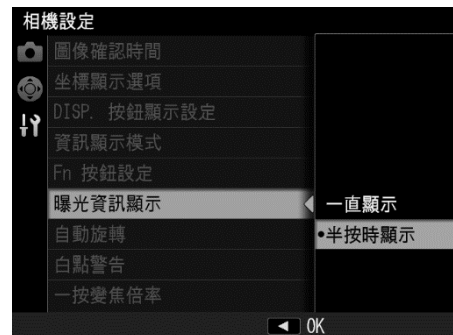 相機設定
圖像確認時間
坐標顯示選項
DISP. 按鈕顯示設定
資訊顯示模式
Fn 按鈕設定
曝光資訊顯示
一直顯示
•半按時顯示
自動旋轉
白點警告
一按變焦倍率
OK